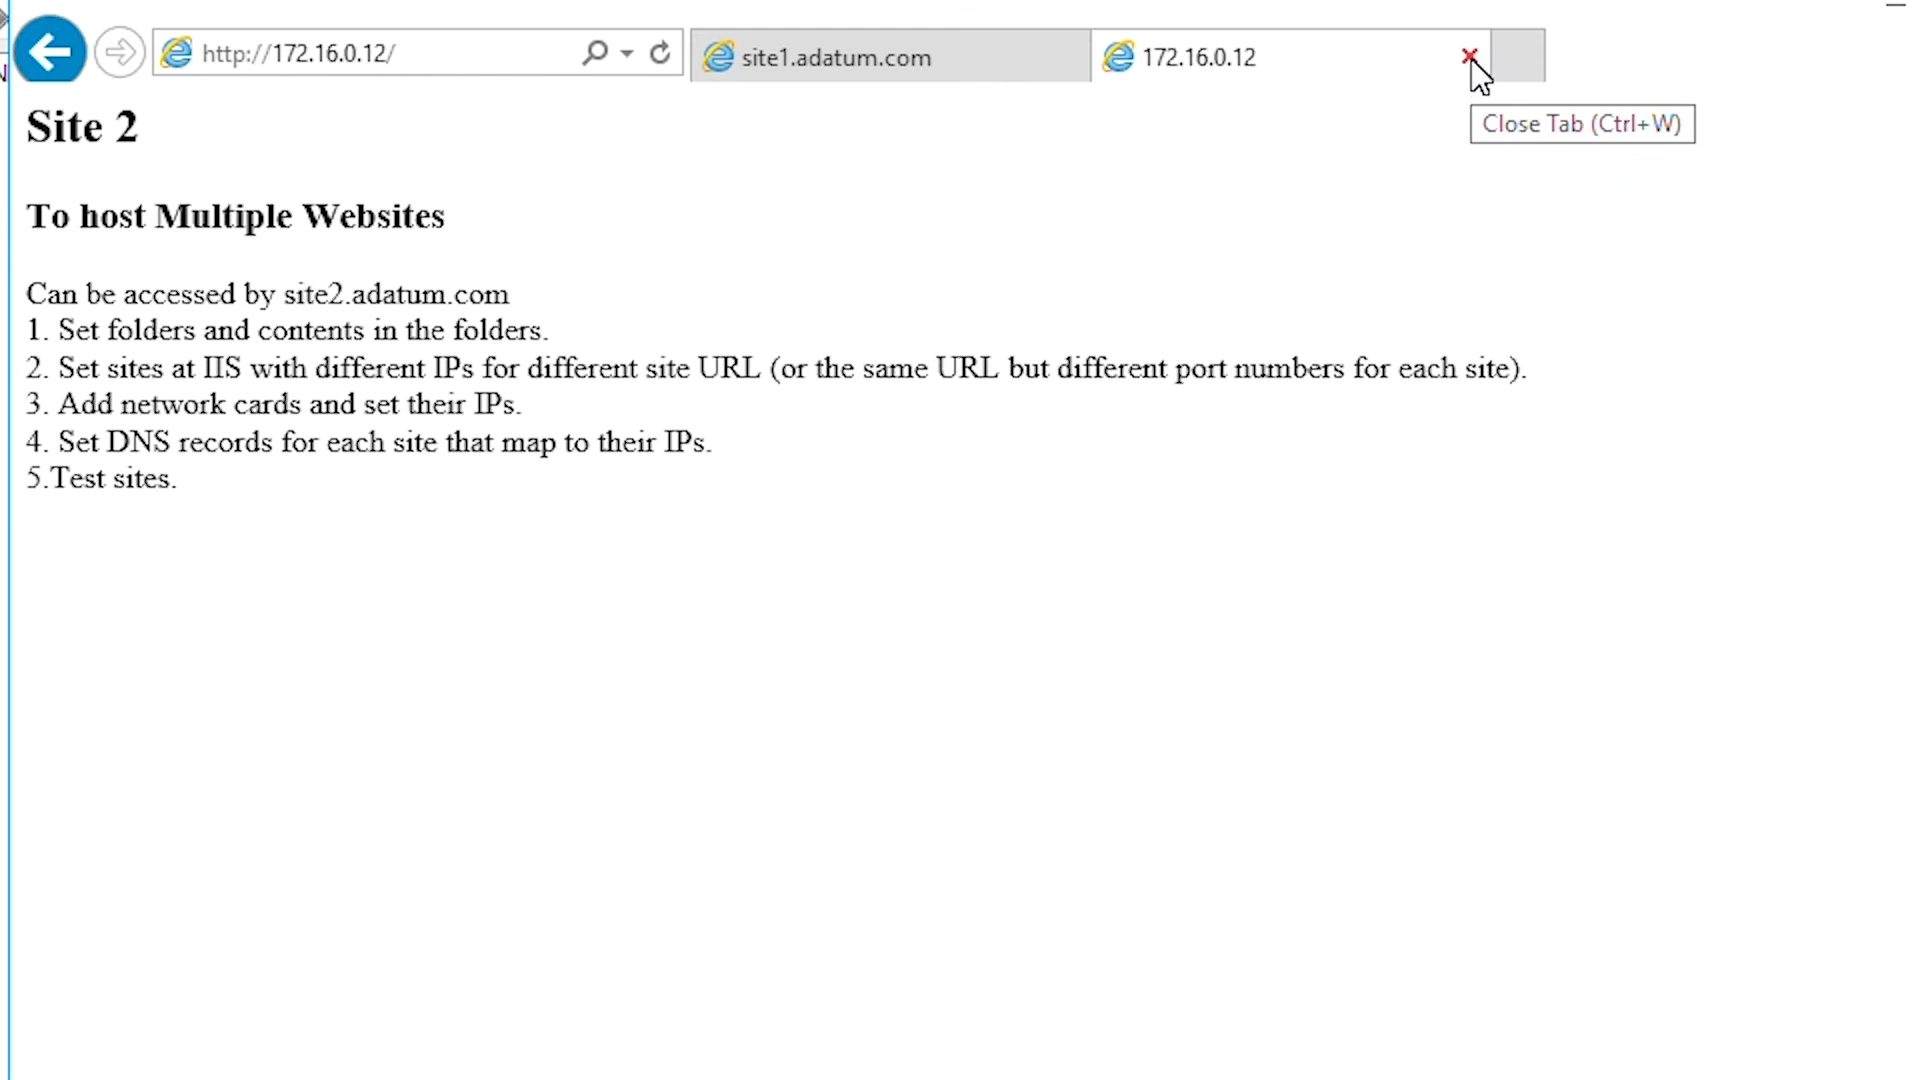 http://172.16.0.12/
site1.adatum.com
172.16.0.12
Close Tab (Ctrl+W)
Site 2
To host Multiple Websites
Can be accessed by site2.adatum.com
1. Set folders and contents in the folders.
2. Set sites at IIS with different IPs for different site URL (or the same URL but different port numbers for each site).
3. Add network cards and set their IPs.
4. Set DNS records for each site that map to their IPs.
5.Test sites.